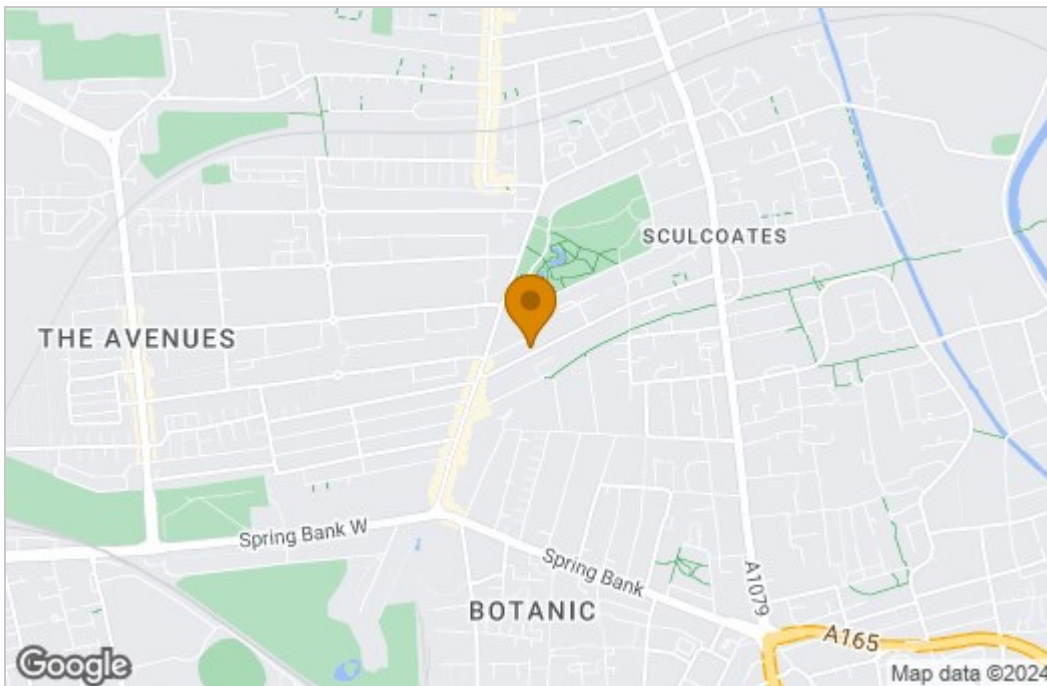 SCULCOATES
THE AVENUES
Spring Bank W
Spring Bank
BOTANIC
A1079
A165
Google
Map data ©2024